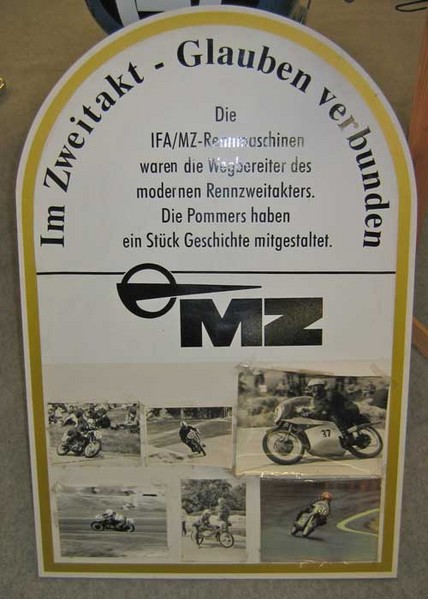 Im Zweitakt - Glauben verbunden
Die
IFA/MZ-Rennmaschinen
waren die Wegbereiter des
modernen Rennzweitakters.
Die Pommers haben
ein Stück Geschichte mitgestaltet.
MZ
37